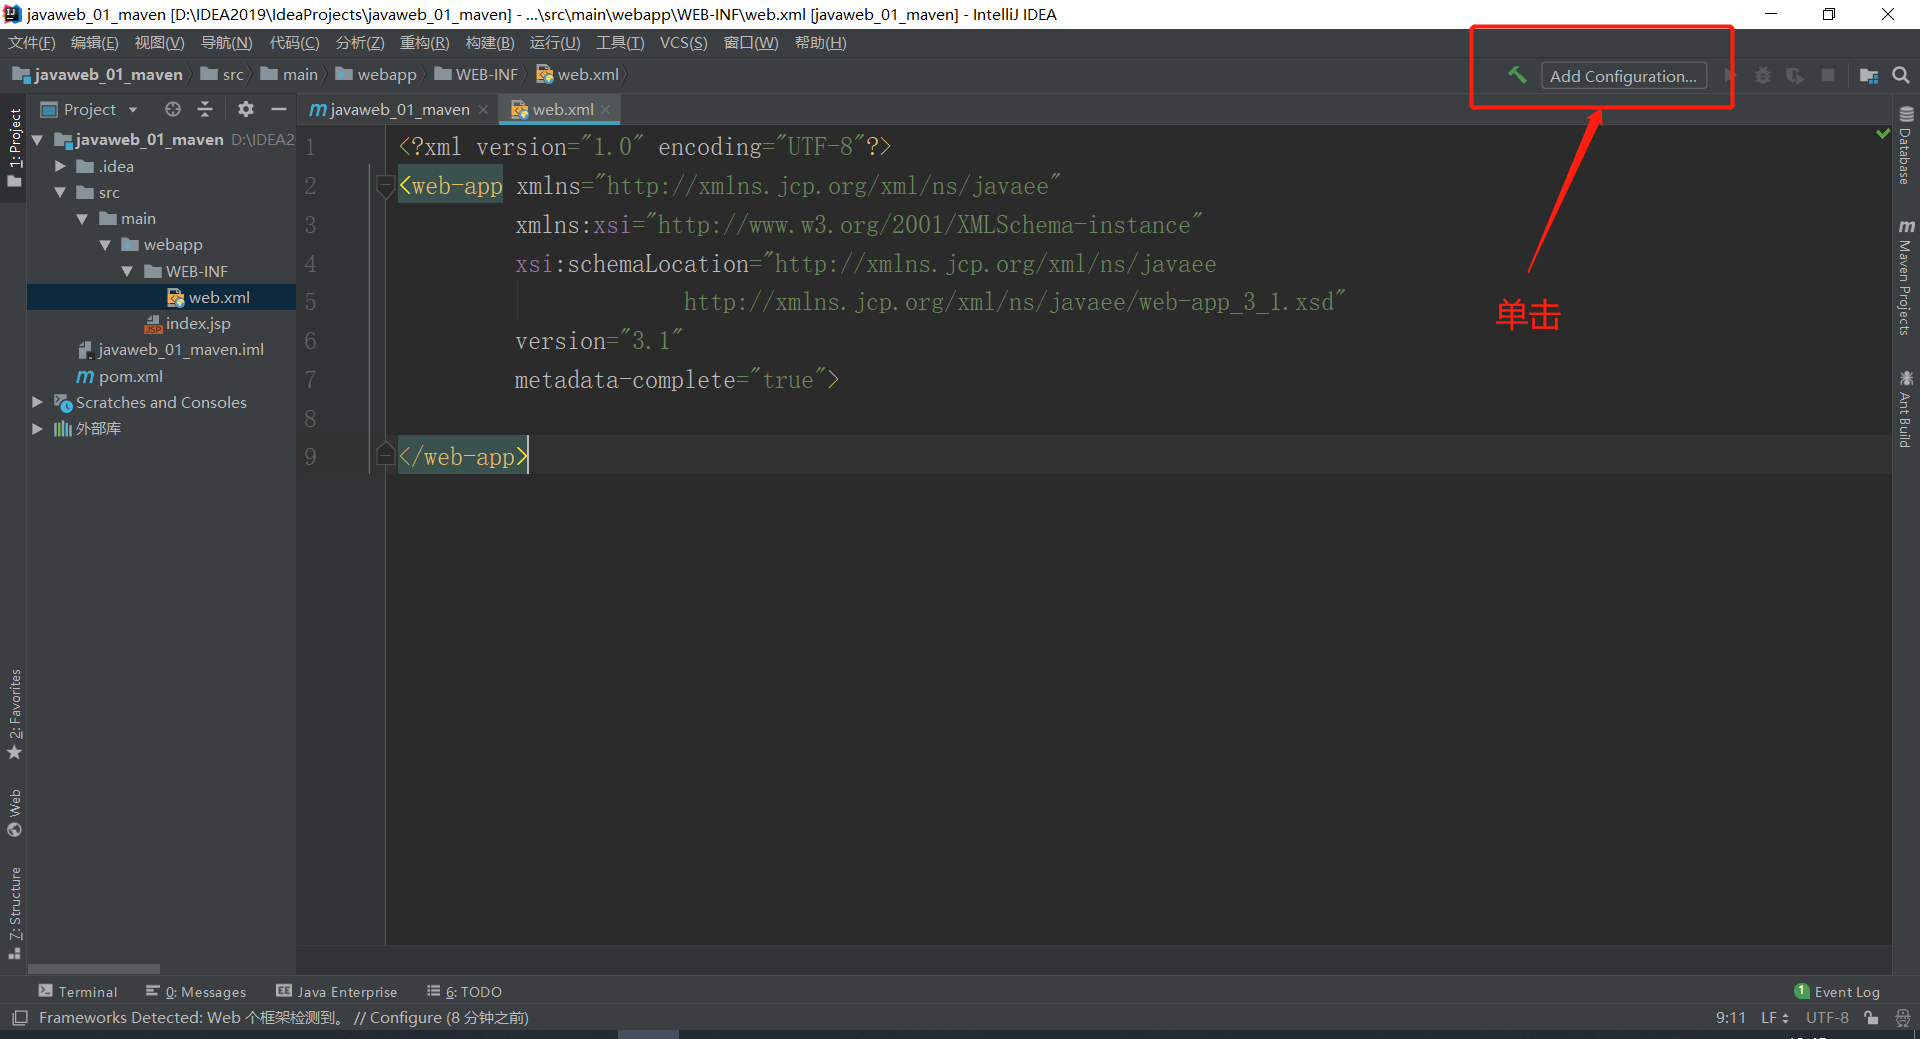 javaweb_01_maven [D:\IDEA2019\IdeaProjects\javaweb_01_maven] - ...\src\main\webapp\WEB-INF\web.xml [javaweb_01_maven] - IntelliJ IDEA
文件(F) 编辑(E) 视图(V) 导航(N) 代码(C) 分析(Z) 重构(R) 构建(B) 运行(U) 工具(T) VCS(S) 窗口(W) 帮助(H)
javaweb_01_maven src main webapp WEB-INF web.xml
Add Configuration...
1: Project
Project
javaweb_01_maven
web.xml
javaweb_01_maven D:\IDEA2
.idea
src
main
webapp
WEB-INF
web.xml
index.jsp
javaweb_01_maven.iml
pom.xml
Scratches and Consoles
外部库
1 <?xml version="1.0" encoding="UTF-8"?>
2 <web-app xmlns="http://xmlns.jcp.org/xml/ns/javaee"
3 xmlns:xsi="http://www.w3.org/2001/XMLSchema-instance"
4 xsi:schemaLocation="http://xmlns.jcp.org/xml/ns/javaee
5 http://xmlns.jcp.org/xml/ns/javaee/web-app_3_1.xsd"
6 version="3.1"
7 metadata-complete="true">
8
9 </web-app>
单击
Database
Maven Projects
Ant Build
2: Favorites
Web
7: Structure
Terminal 0: Messages Java Enterprise 6: TODO
1 Event Log
Frameworks Detected: Web 个框架检测到。 // Configure (8 分钟之前)
9:11 LF UTF-8